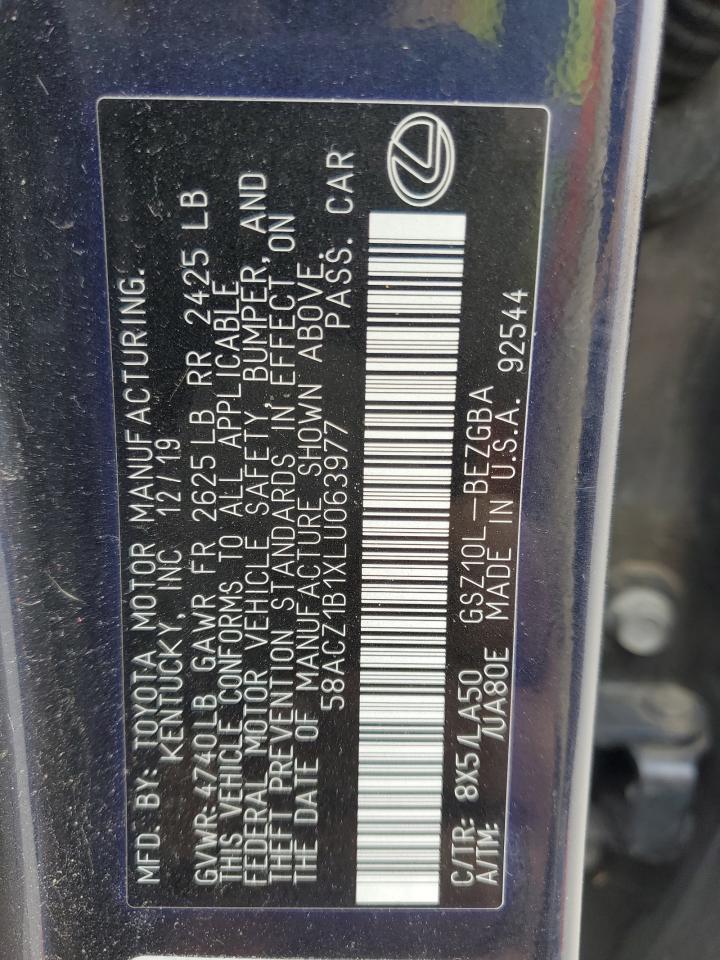 MFD. BY: TOYOTA MOTOR MANUFACTURING.
KENTUCKY, INC 12/19
GVWR:4740LB GAWR FR 2625LB RR 2425 LB
THIS VEHICLE CONFORMS TO ALL APPLICABLE
FEDERAL MOTOR VEHICLE SAFETY, BUMPER, AND
THEFT PREVENTION STANDARDS IN EFFECT ON
THE DATE OF MANUFACTURE SHOWN ABOVE.
58ACZ1B1XLU063977 PASS. CAR
C/TR: 8X5/LA50 GSZ10L-BEZGBA
A/TM: /UA80E MADE IN U.S.A. 92544